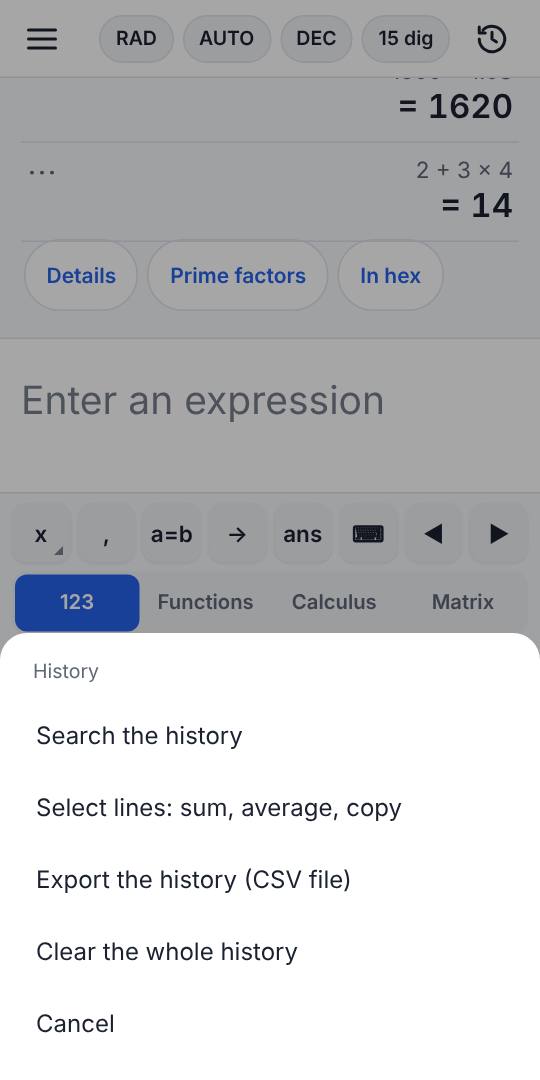 RAD AUTO DEC 15 dig
= 1620
... 2 + 3 × 4
= 14
Details Prime factors In hex
Enter an expression
x , a=b → ans ⌨ ◀ ▶
123 Functions Calculus Matrix
History
Search the history
Select lines: sum, average, copy
Export the history (CSV file)
Clear the whole history
Cancel